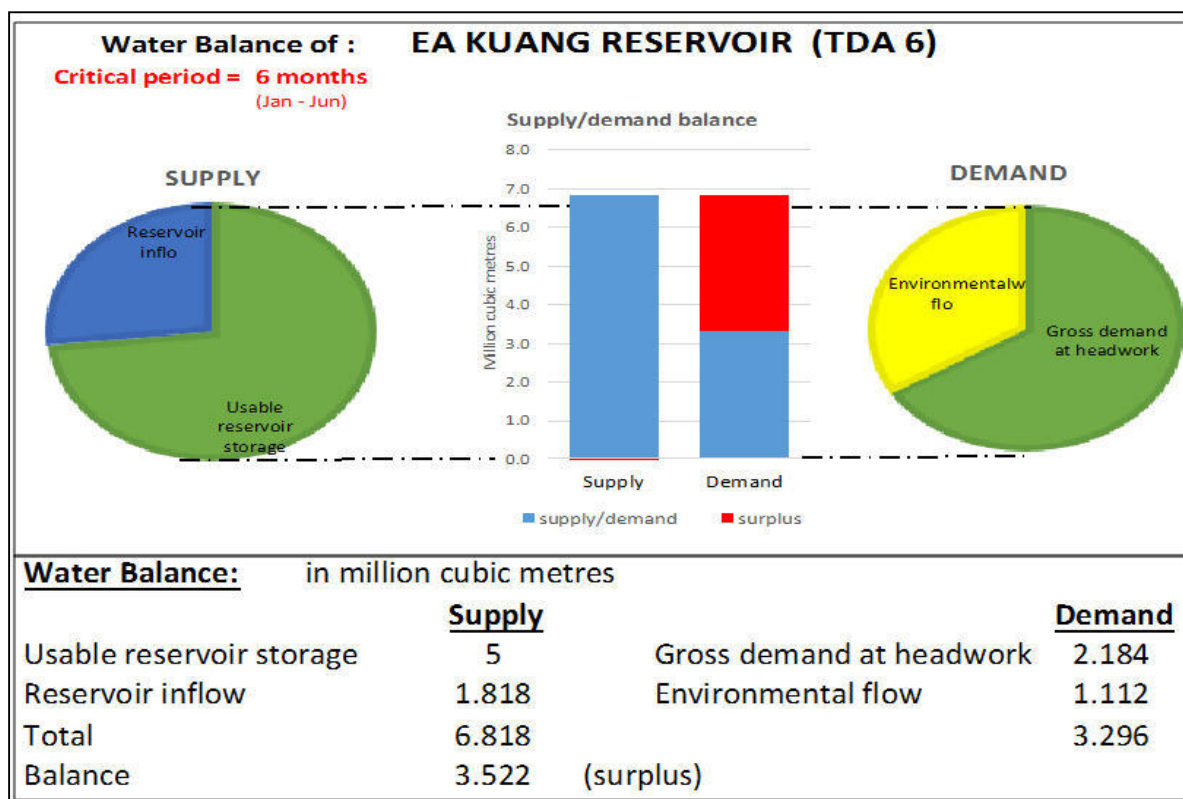 Water Balance of : EA KUANG RESERVOIR (TDA 6)
Critical period = 6 months
(Jan - Jun)
Supply/demand balance
SUPPLY
DEMAND
Reservoir
inflo
Usable
reservoir
storage
Million cubic metres
8.0
7.0
6.0
5.0
4.0
3.0
2.0
1.0
0.0
Supply Demand
supply/demand surplus
Environmentalw
flo
Gross demand
at headwork
Water Balance: in million cubic metres
Supply Demand
Usable reservoir storage 5 Gross demand at headwork 2.184
Reservoir inflow 1.818 Environmental flow 1.112
Total 6.818 3.296
Balance 3.522 (surplus)